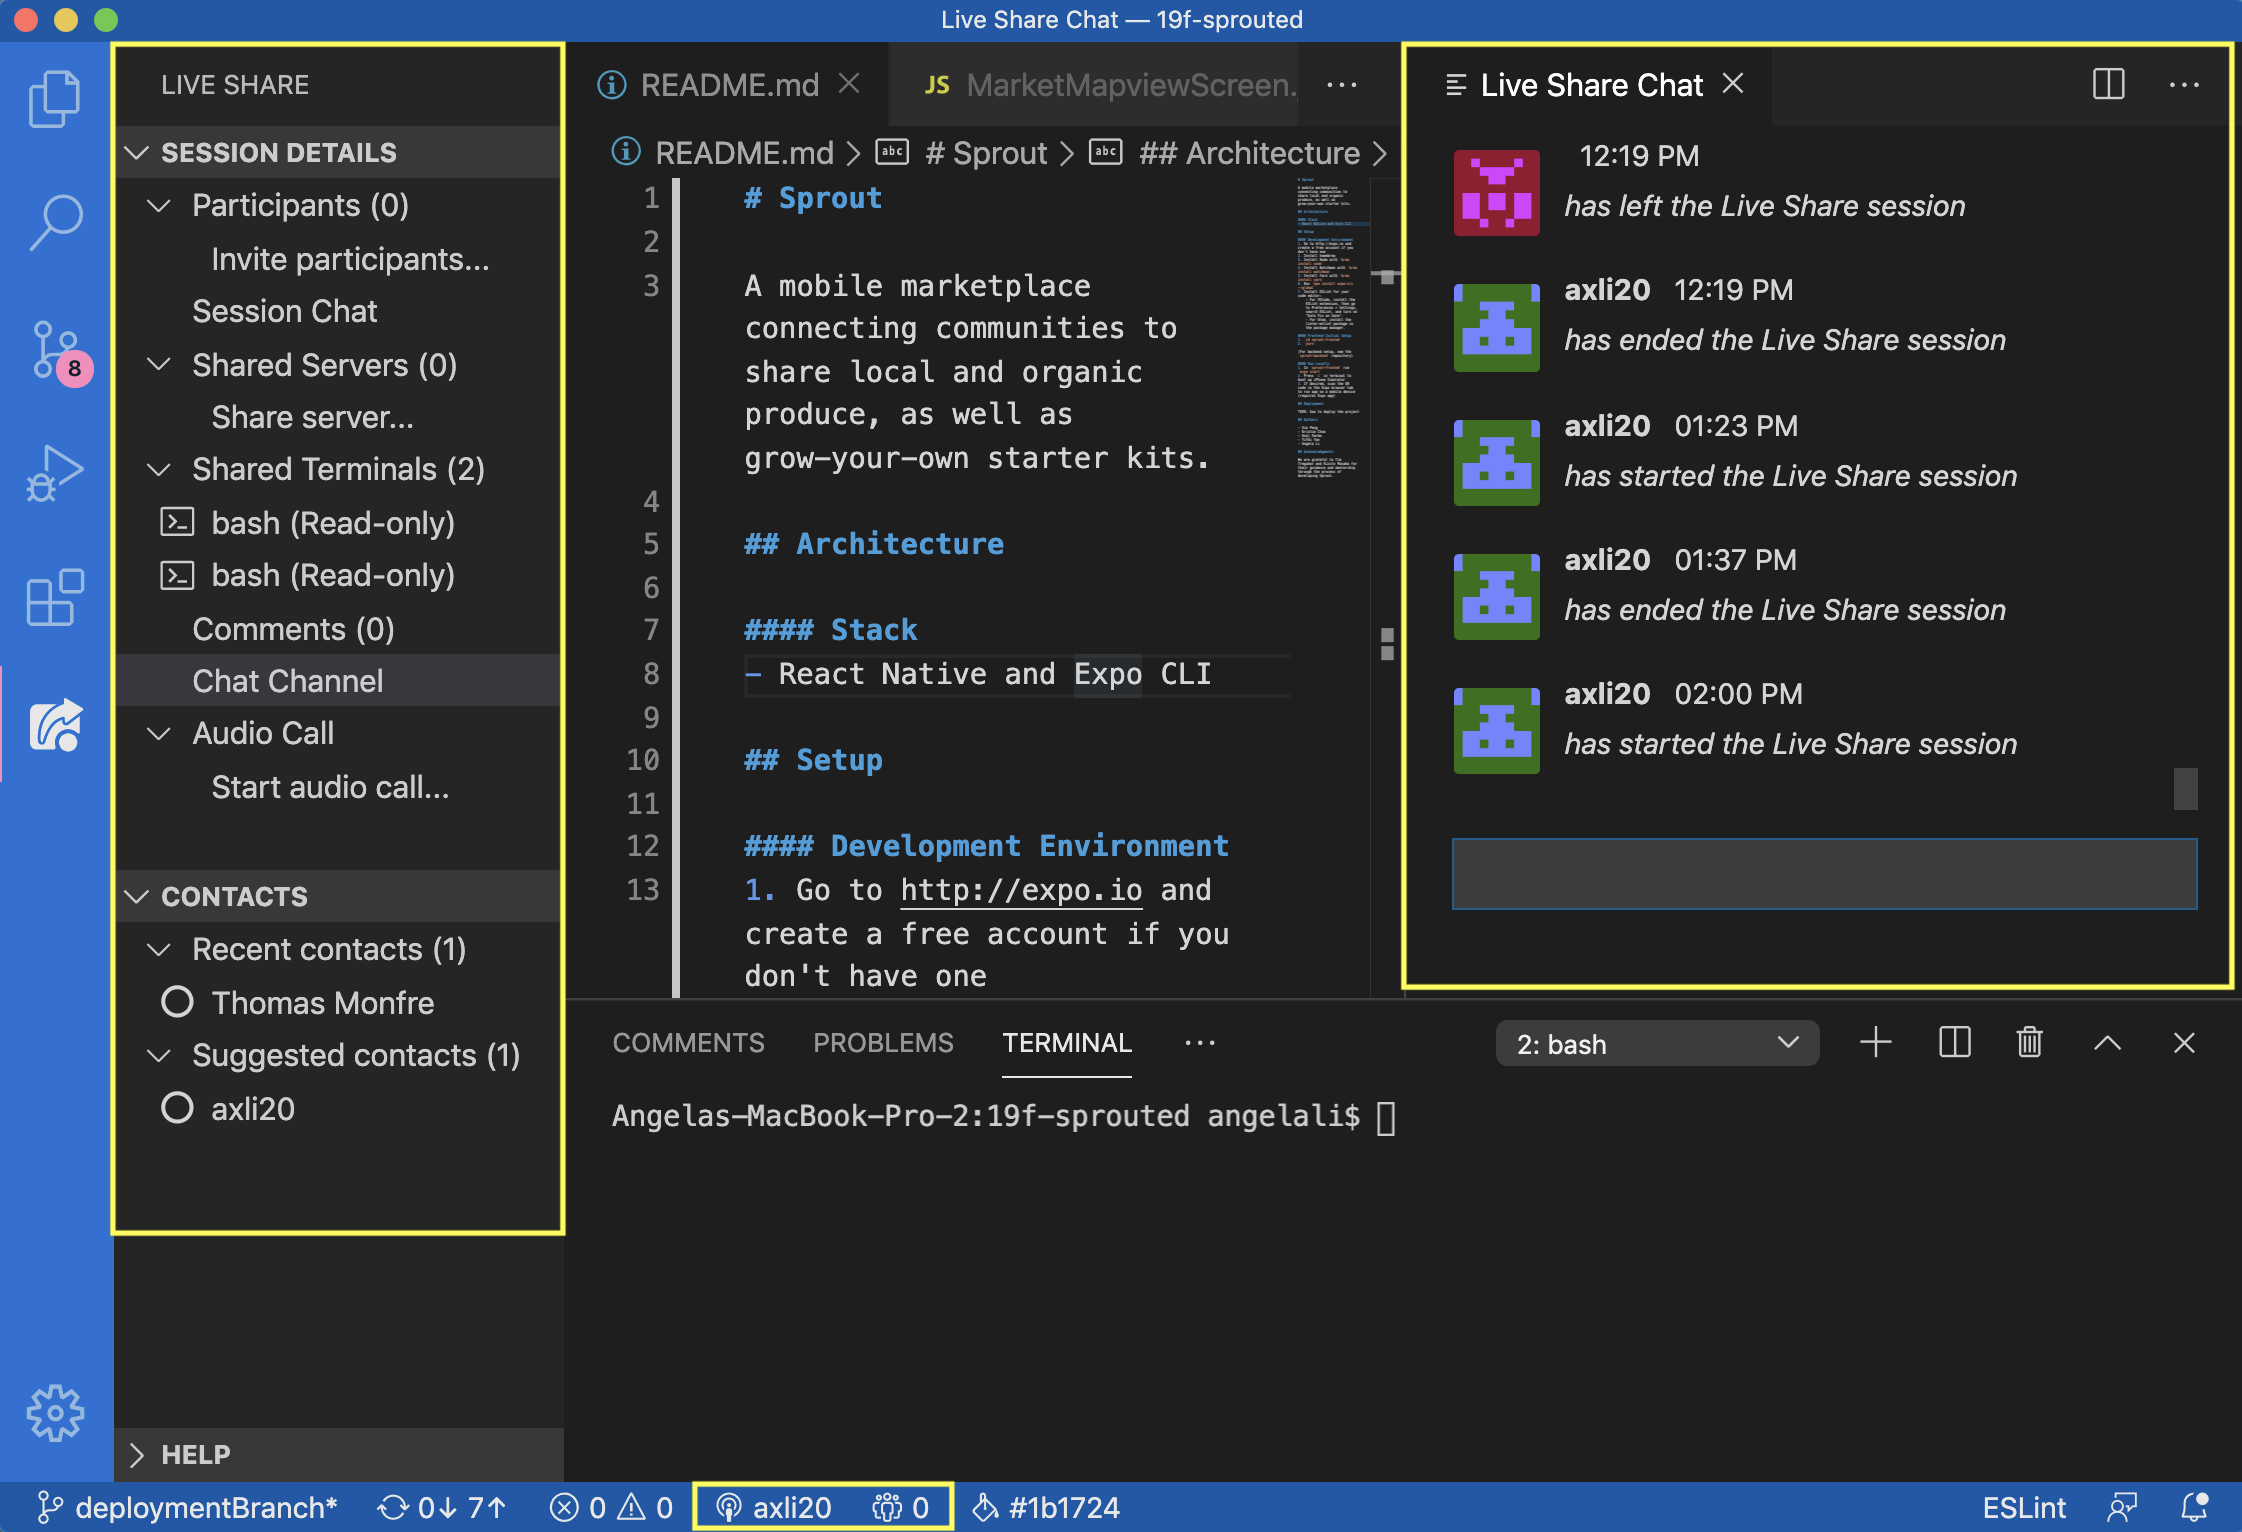 Live Share Chat — 19f-sprouted
LIVE SHARE
SESSION DETAILS
Participants (0)
Invite participants...
Session Chat
Shared Servers (0)
Share server...
Shared Terminals (2)
bash (Read-only)
bash (Read-only)
Comments (0)
Chat Channel
Audio Call
Start audio call...
CONTACTS
Recent contacts (1)
Thomas Monfre
Suggested contacts (1)
axli20
HELP
8
README.md
JS MarketMapviewScreen.
README.md > abc # Sprout > abc ## Architecture >
1 # Sprout
2
3 A mobile marketplace
connecting communities to
share local and organic
produce, as well as
grow-your-own starter kits.
4
5 ## Architecture
6
7 #### Stack
8 - React Native and Expo CLI
9
10 ## Setup
11
12 #### Development Environment
13 1. Go to http://expo.io and
create a free account if you
don't have one
Live Share Chat
12:19 PM
has left the Live Share session
axli20 12:19 PM
has ended the Live Share session
axli20 01:23 PM
has started the Live Share session
axli20 01:37 PM
has ended the Live Share session
axli20 02:00 PM
has started the Live Share session
COMMENTS PROBLEMS TERMINAL ···
2: bash
Angelas-MacBook-Pro-2:19f-sprouted angelali$
deploymentBranch* 0↓ 7↑ 0 0 axli20 0 #1b1724 ESLint